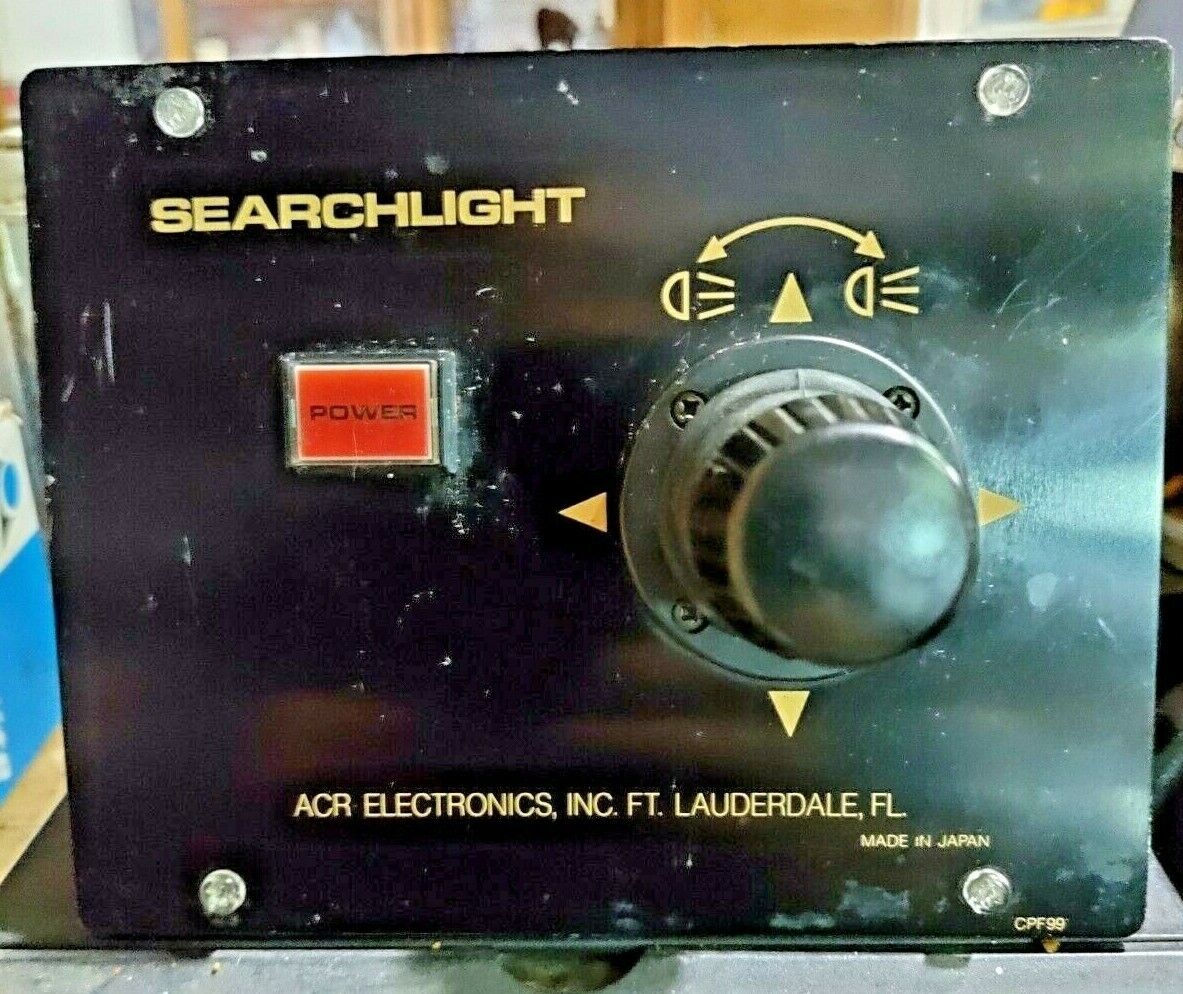 SEARCHLIGHT
POWER
ACR ELECTRONICS, INC. FT. LAUDERDALE, FL.
MADE IN JAPAN
CPF99